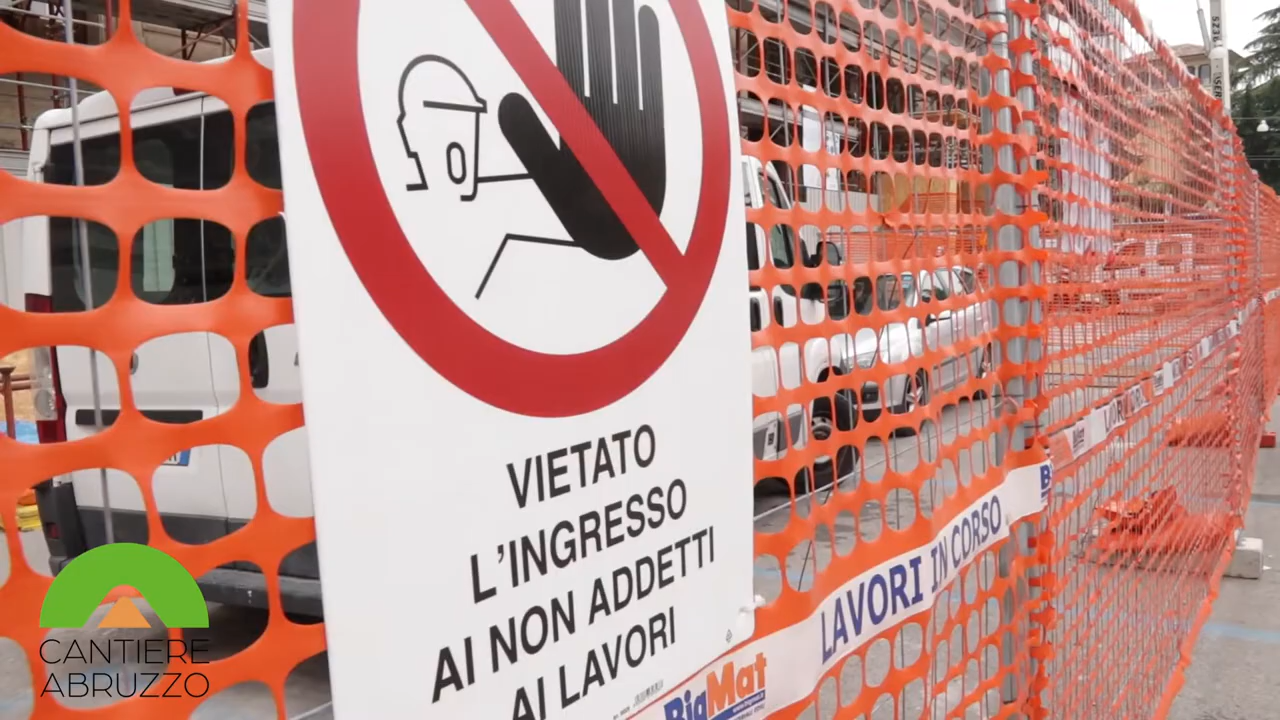 VIETATO
L'INGRESSO
AI NON ADDETTI
AI LAVORI
BigMat
LAVORI IN CORSO
CANTIERE
ABRUZZO